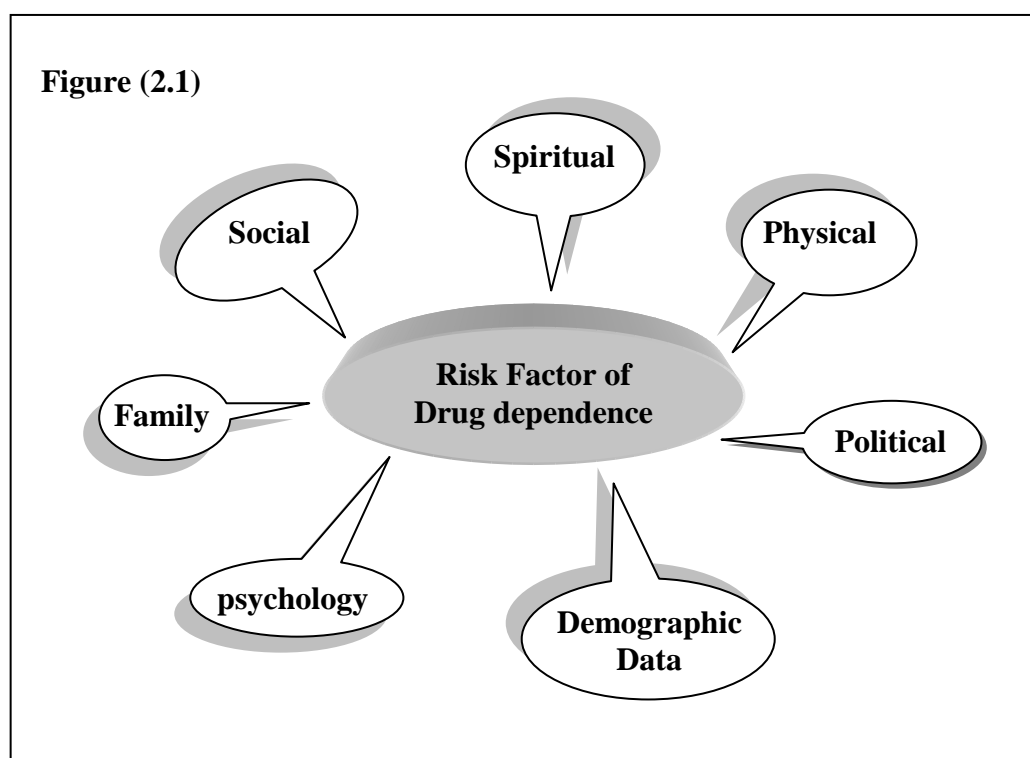 Figure (2.1)
Spiritual
Social
Physical
Risk Factor of
Drug dependence
Family
Political
psychology
Demographic
Data